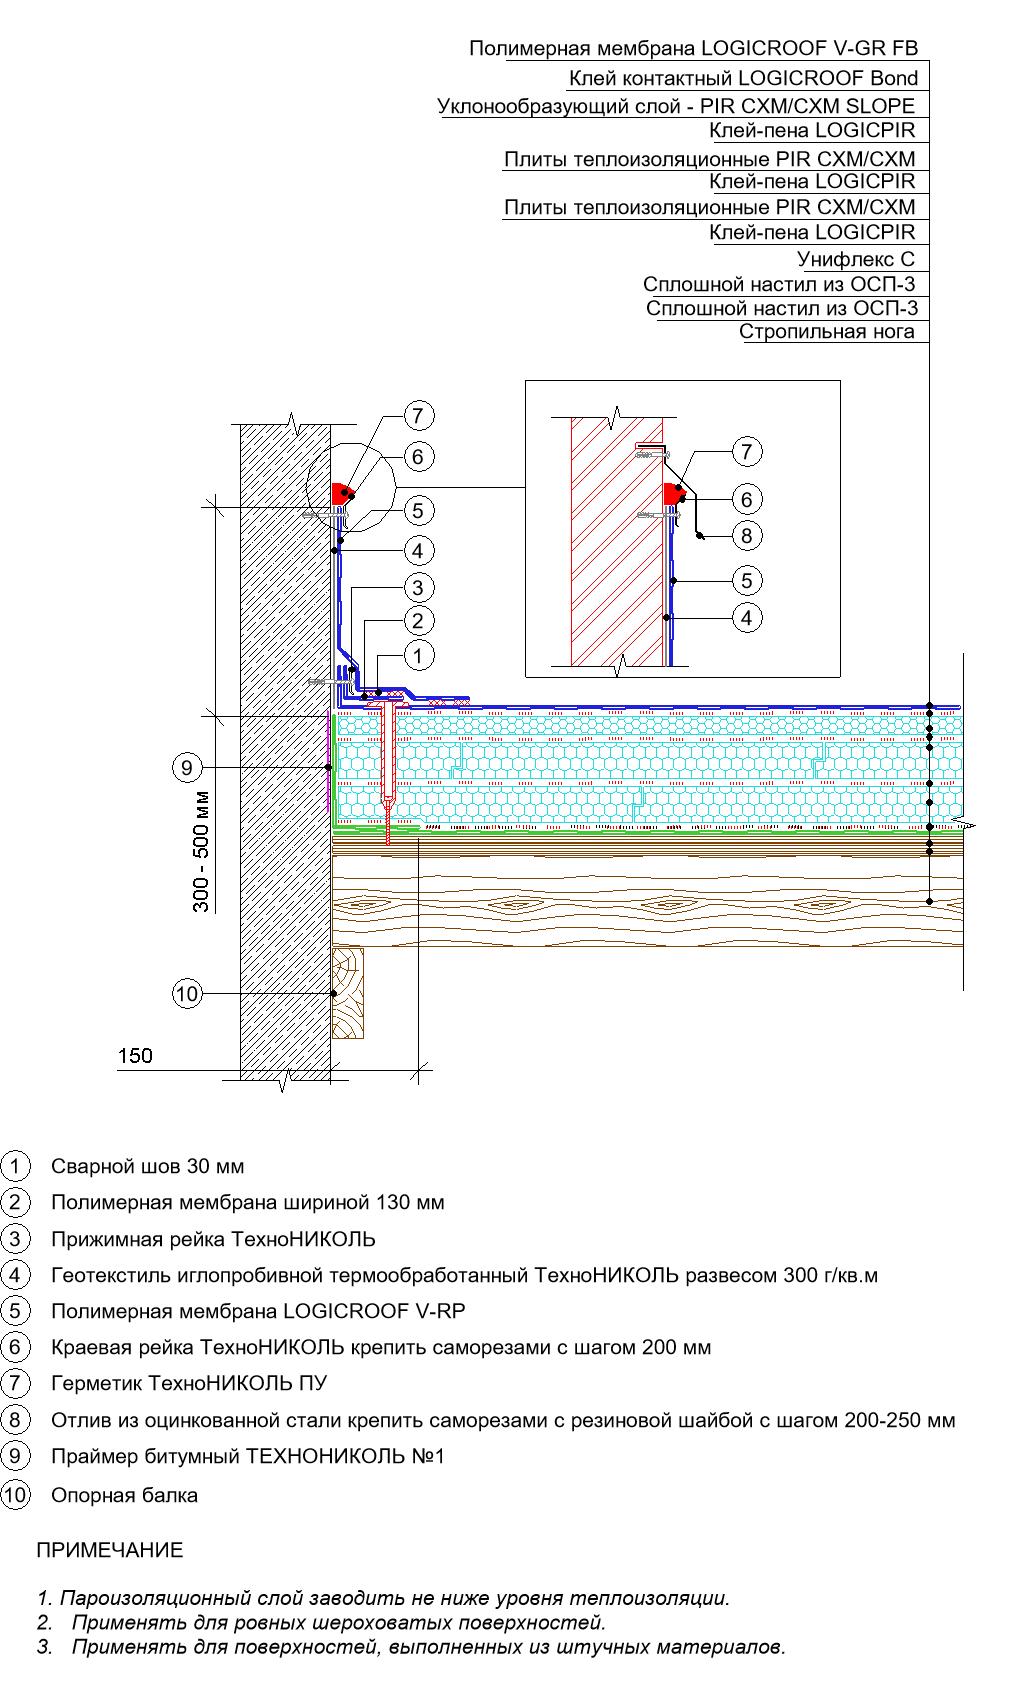 Полимерная мембрана LOGICROOF V-GR FB
Клей контактный LOGICROOF Bond
Уклонообразующий слой - PIR СХМ/СХМ SLOPE
Клей-пена LOGICPIR
Плиты теплоизоляционные PIR СХМ/СХМ
Клей-пена LOGICPIR
Плиты теплоизоляционные PIR СХМ/СХМ
Клей-пена LOGICPIR
Унифлекс С
Сплошной настил из ОСП-3
Сплошной настил из ОСП-3
Стропильная нога
7
6
5
4
3
2
1
7
6
8
5
4
9
300 - 500 мм
10
150
1 Сварной шов 30 мм
2 Полимерная мембрана шириной 130 мм
3 Прижимная рейка ТехноНИКОЛЬ
4 Геотекстиль иглопробивной термообработанный ТехноНИКОЛЬ развесом 300 г/кв.м
5 Полимерная мембрана LOGICROOF V-RP
6 Краевая рейка ТехноНИКОЛЬ крепить саморезами с шагом 200 мм
7 Герметик ТехноНИКОЛЬ ПУ
8 Отлив из оцинкованной стали крепить саморезами с резиновой шайбой с шагом 200-250 мм
9 Праймер битумный ТЕХНОНИКОЛЬ №1
10 Опорная балка
ПРИМЕЧАНИЕ
1. Пароизоляционный слой заводить не ниже уровня теплоизоляции.
2. Применять для ровных шероховатых поверхностей.
3. Применять для поверхностей, выполненных из штучных материалов.